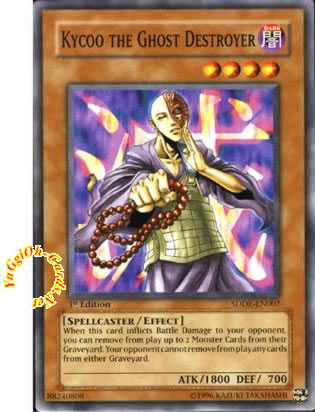 KYCOO THE GHOST DESTROYER
DARK
闇
YuGgiOh-Cards.Net
1st Edition
SDDE-EN007
[SPELLCASTER / EFFECT]
When this card inflicts Battle Damage to your opponent,
you can remove from play up to 2 Monster Cards from their
Graveyard. Your opponent cannot remove from play any cards
from either Graveyard.
ATK/1800 DEF/ 700
88240808
©1996 KAZUKI TAKAHASHI